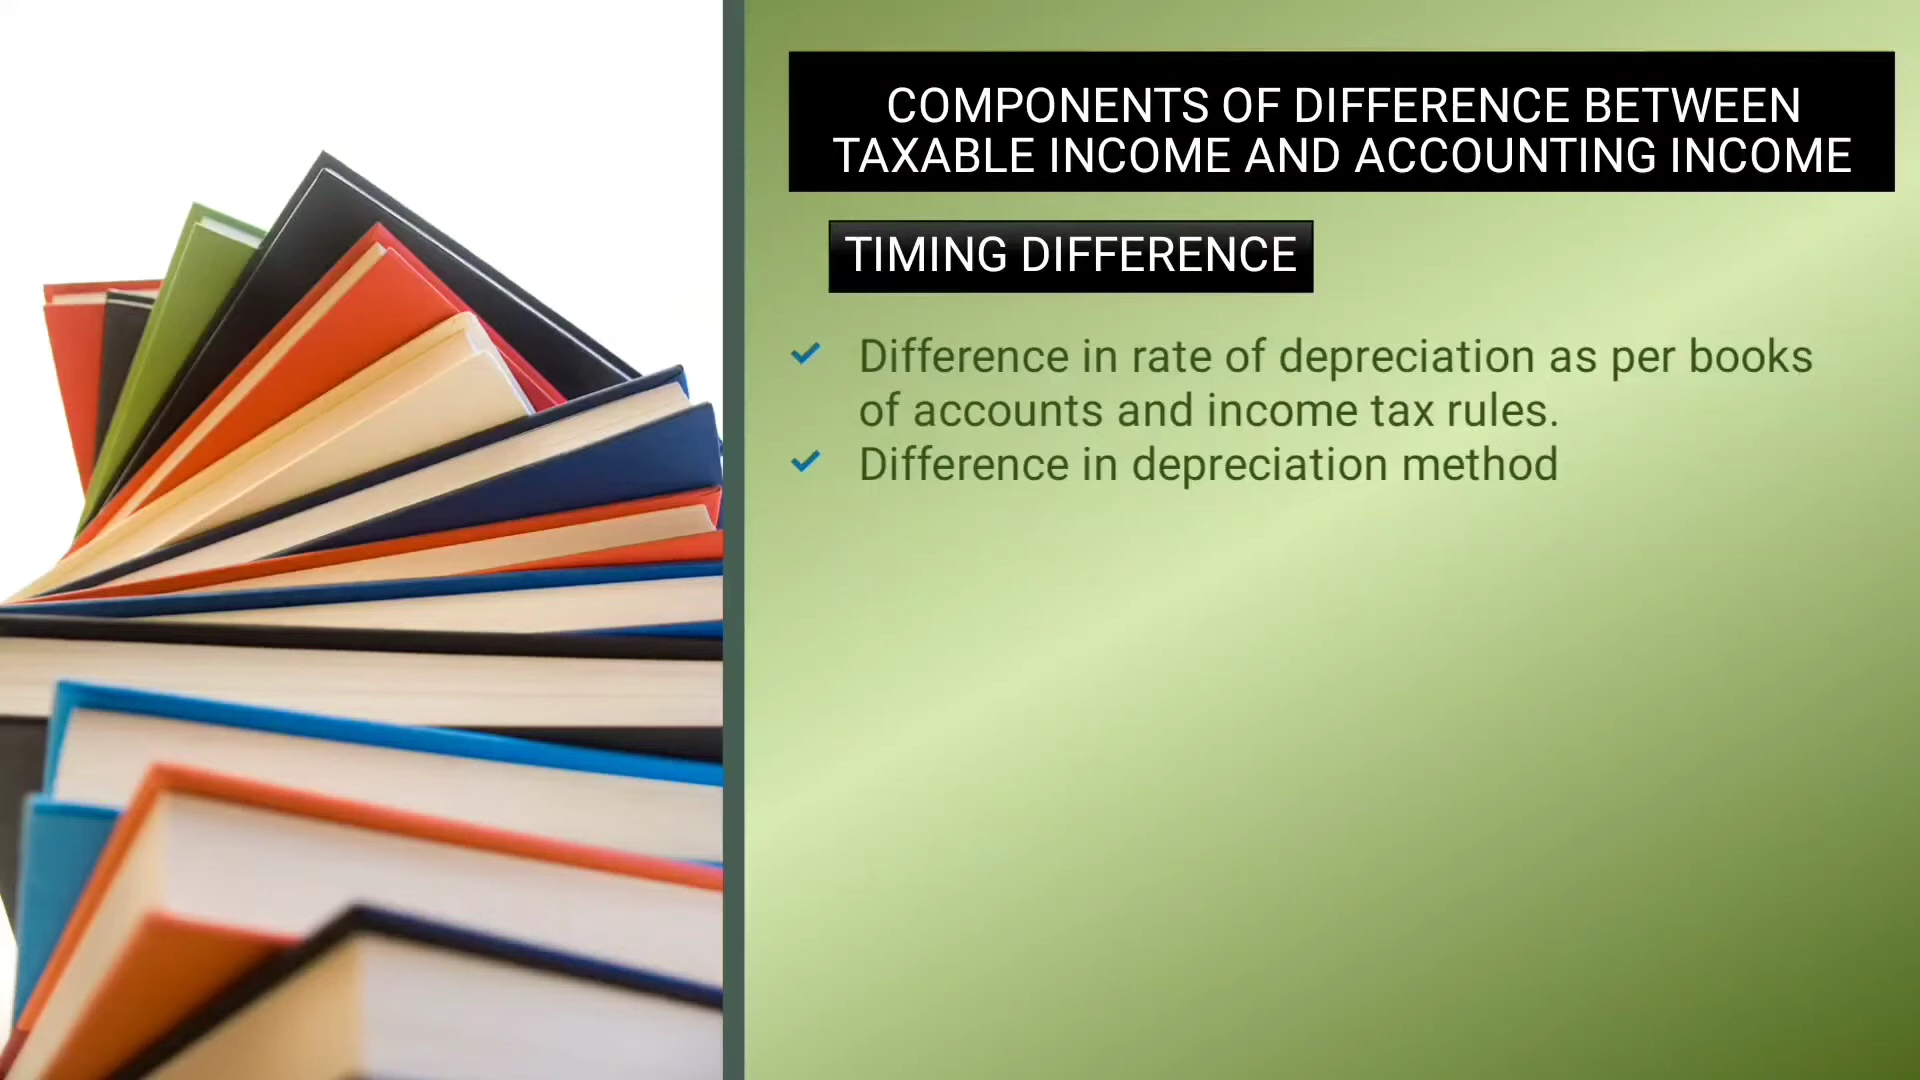 COMPONENTS OF DIFFERENCE BETWEEN
TAXABLE INCOME AND ACCOUNTING INCOME
TIMING DIFFERENCE
Difference in rate of depreciation as per books
of accounts and income tax rules.
Difference in depreciation method